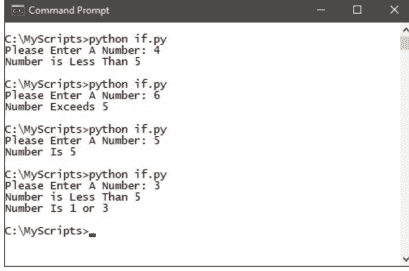 Command Prompt
C:\MyScripts>python if.py
Please Enter A Number: 4
Number is Less Than 5
C:\MyScripts>python if.py
Please Enter A Number: 6
Number Exceeds 5
C:\MyScripts>python if.py
Please Enter A Number: 5
Number Is 5
C:\MyScripts>python if.py
Please Enter A Number: 3
Number is Less Than 5
Number Is 1 or 3
C:\MyScripts>